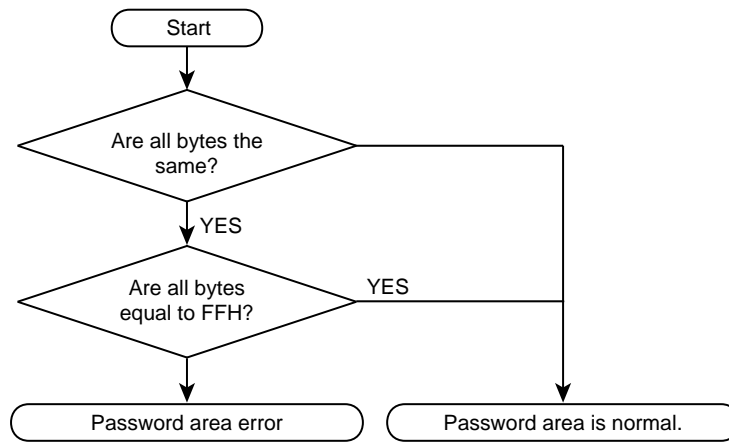 Start
Are all bytes the
same?
YES
Are all bytes
equal to FFH?
YES
Password area error
Password area is normal.